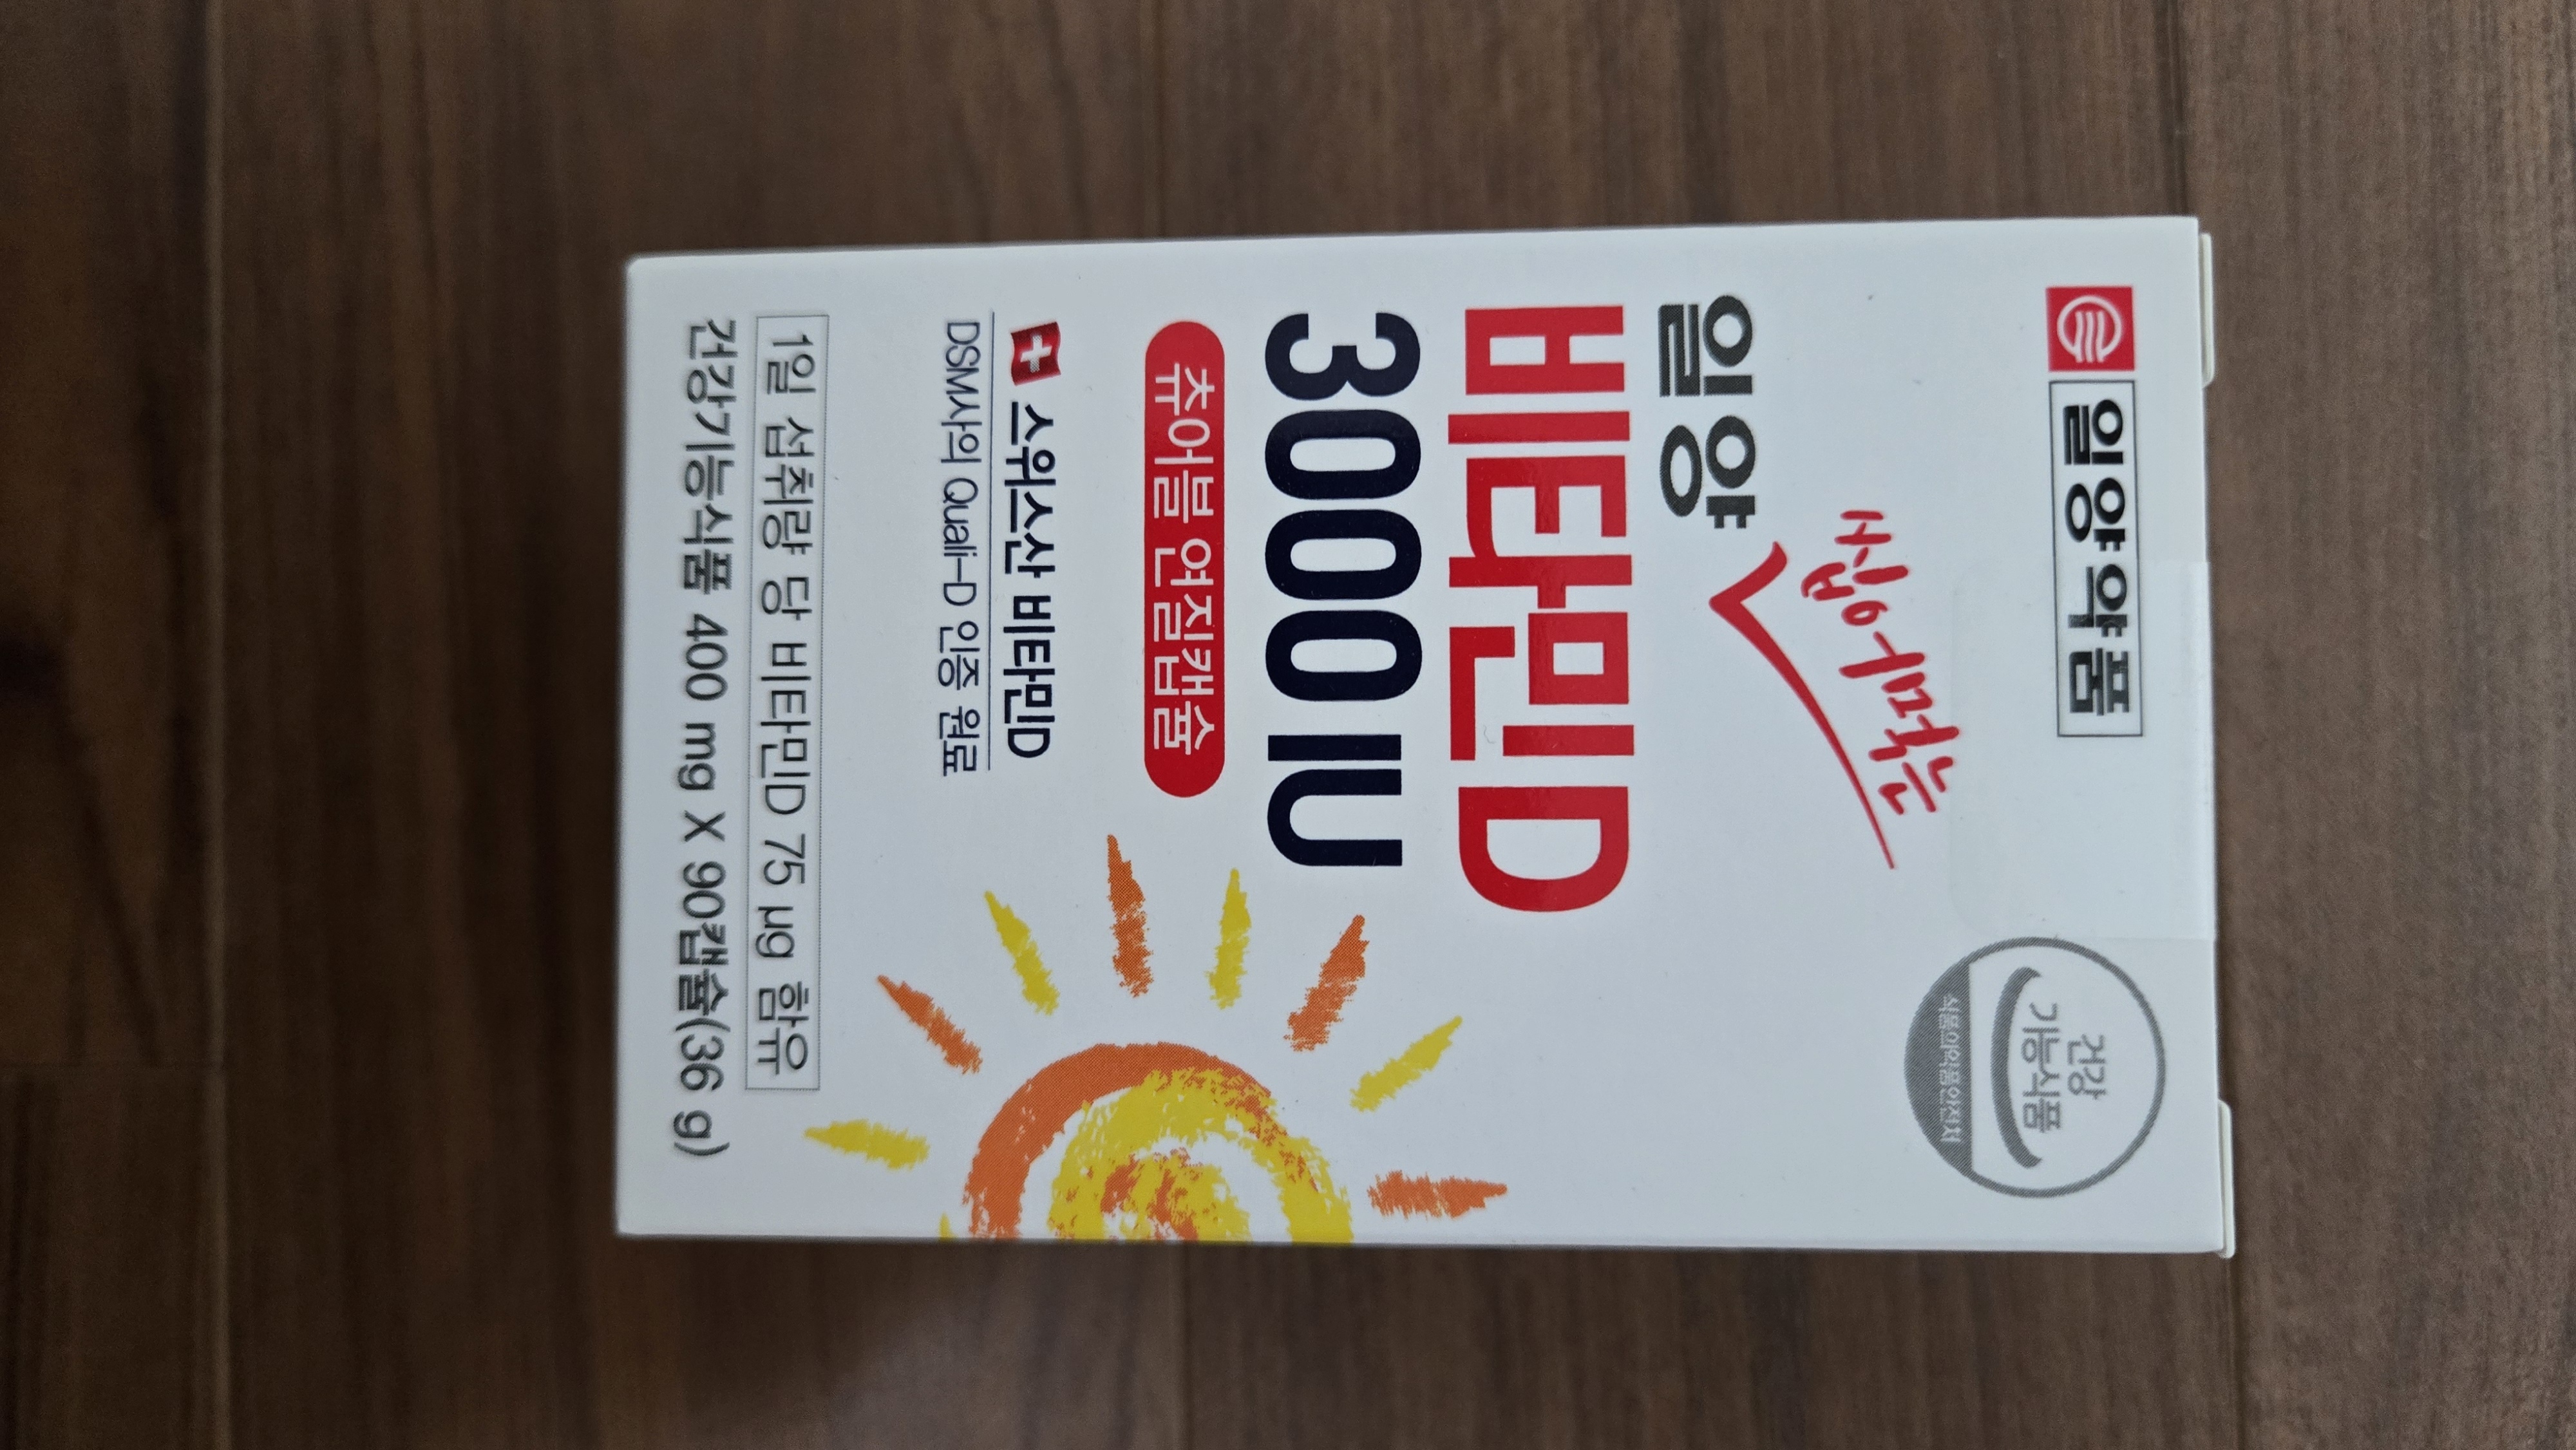 일양약품
건강
기능식품
식품의약품안전처
씹어먹는
일양
비타민D
3000 IU
츄어블 연질캡슐
스위스산 비타민D
DSM사의 Quali-D 인증 원료
1일 섭취량 당 비타민D 75 µg 함유
건강기능식품 400 mg X 90캡슐(36 g)